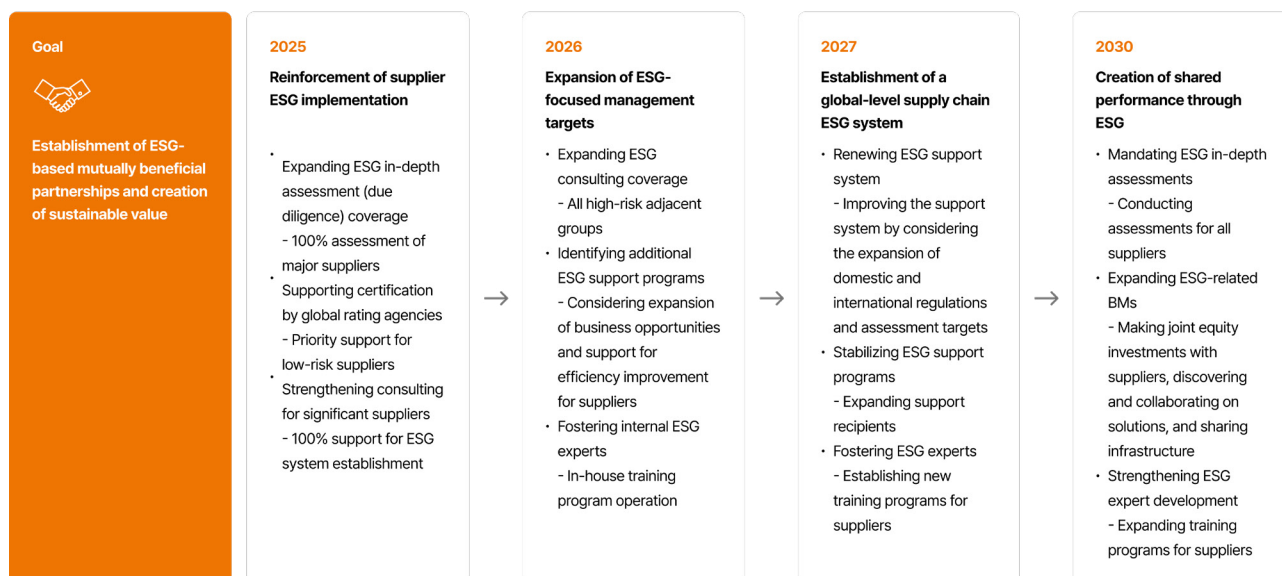 Goal
Establishment of ESG-
based mutually beneficial
partnerships and creation
of sustainable value
2025
Reinforcement of supplier
ESG implementation
• Expanding ESG in-depth
assessment (due
diligence) coverage
- 100% assessment of
major suppliers
• Supporting certification
by global rating agencies
- Priority support for
low-risk suppliers
• Strengthening consulting
for significant suppliers
- 100% support for ESG
system establishment
2026
Expansion of ESG-
focused management
targets
• Expanding ESG
consulting coverage
- All high-risk adjacent
groups
• Identifying additional
ESG support programs
- Considering expansion
of business opportunities
and support for
efficiency improvement
for suppliers
• Fostering internal ESG
experts
- In-house training
program operation
2027
Establishment of a
global-level supply chain
ESG system
• Renewing ESG support
system
- Improving the support
system by considering
the expansion of
domestic and
international regulations
and assessment targets
• Stabilizing ESG support
programs
- Expanding support
recipients
• Fostering ESG experts
- Establishing new
training programs for
suppliers
2030
Creation of shared
performance through
ESG
• Mandating ESG in-depth
assessments
- Conducting
assessments for all
suppliers
• Expanding ESG-related
BMs
- Making joint equity
investments with
suppliers, discovering
and collaborating on
solutions, and sharing
infrastructure
• Strengthening ESG
expert development
- Expanding training
programs for suppliers